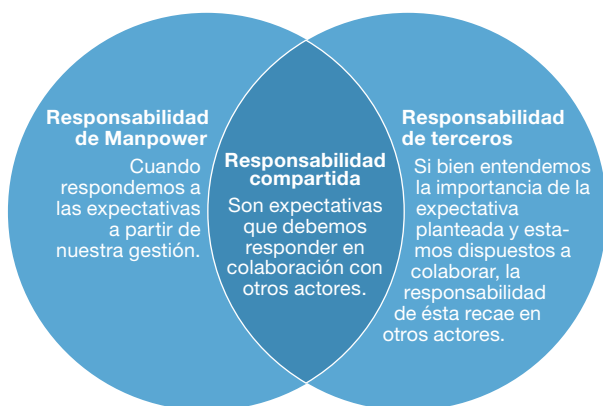 Responsabilidad
de Manpower
Cuando
respondemos a
las expectativas
a partir de
nuestra gestión.
Responsabilidad
compartida
Son expectativas
que debemos
responder en
colaboración con
otros actores.
Responsabilidad
de terceros
Si bien entendemos
la importancia de la
expectativa
planteada y esta-
mos dispuestos a
colaborar, la
responsabilidad
de ésta recae en
otros actores.